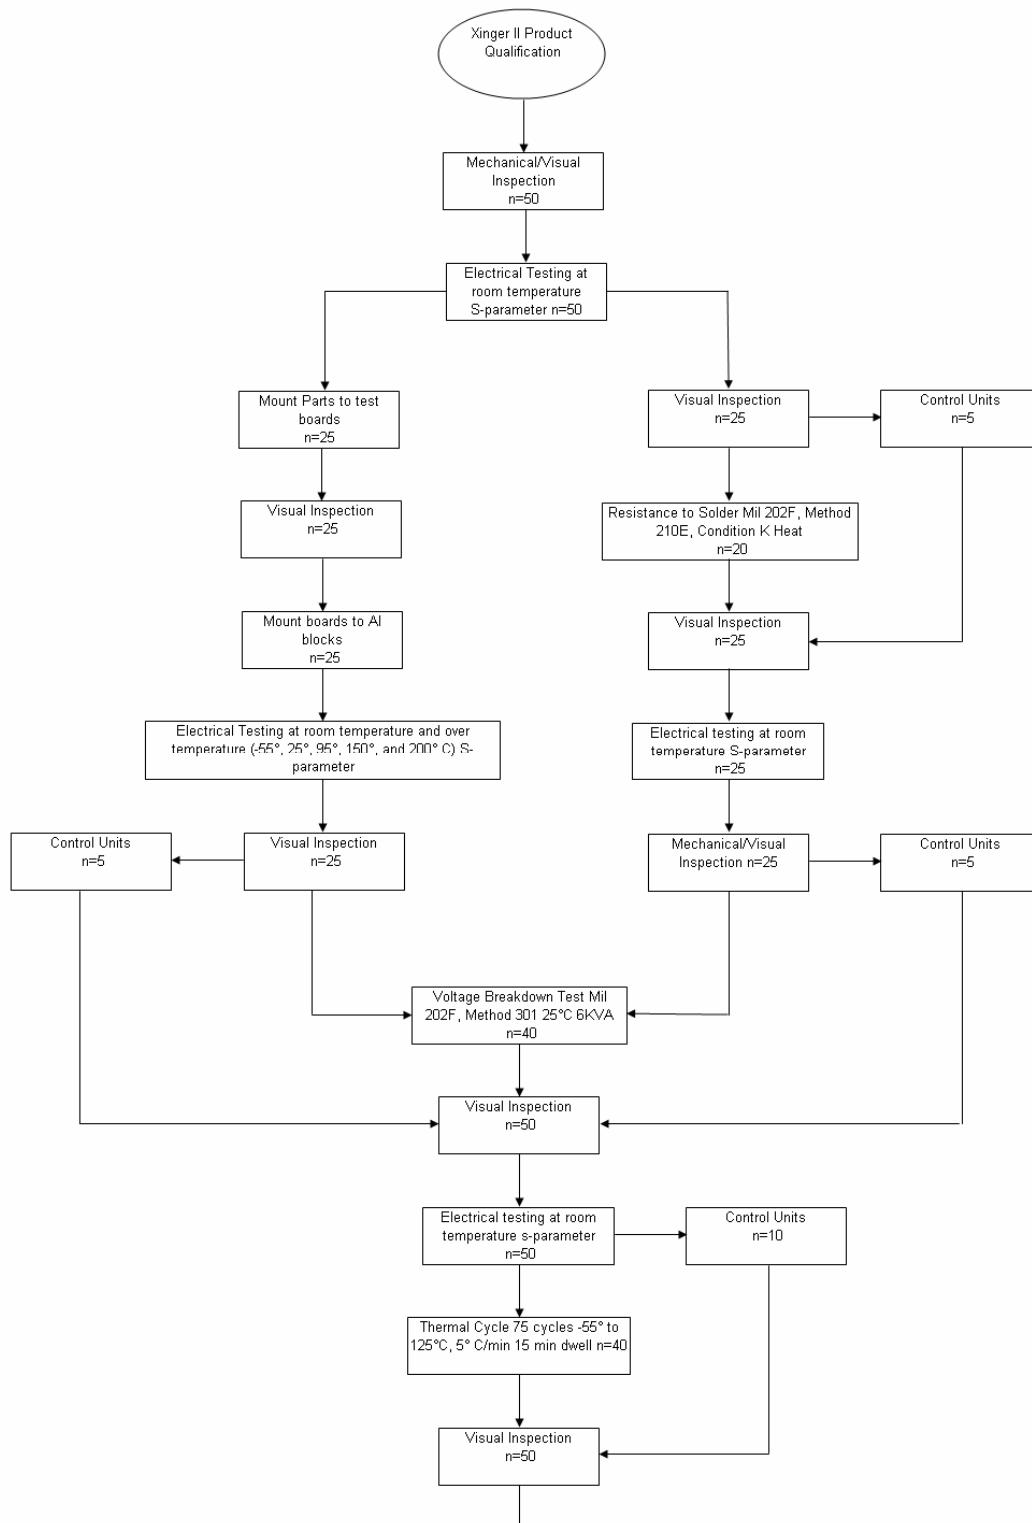 Xinger II Product
Qualification
Mechanical/Visual
Inspection
n=50
Electrical Testing at
room temperature
S-parameter n=50
Mount Parts to test
boards
n=25
Visual Inspection
n=25
Control Units
n=5
Visual Inspection
n=25
Resistance to Solder Mil 202F, Method
210E, Condition K Heat
n=20
Mount boards to Al
blocks
n=25
Visual Inspection
n=25
Electrical Testing at room temperature and over
temperature (-55°, 25°, 95°, 150°, and 200° C) S-
parameter
Electrical testing at room
temperature S-parameter
n=25
Control Units
n=5
Visual Inspection
n=25
Mechanical/Visual
Inspection n=25
Control Units
n=5
Voltage Breakdown Test Mil
202F, Method 301 25°C 6KVA
n=40
Visual Inspection
n=50
Electrical testing at room
temperature s-parameter
n=50
Control Units
n=10
Thermal Cycle 75 cycles -55° to
125°C, 5° C/min 15 min dwell n=40
Visual Inspection
n=50